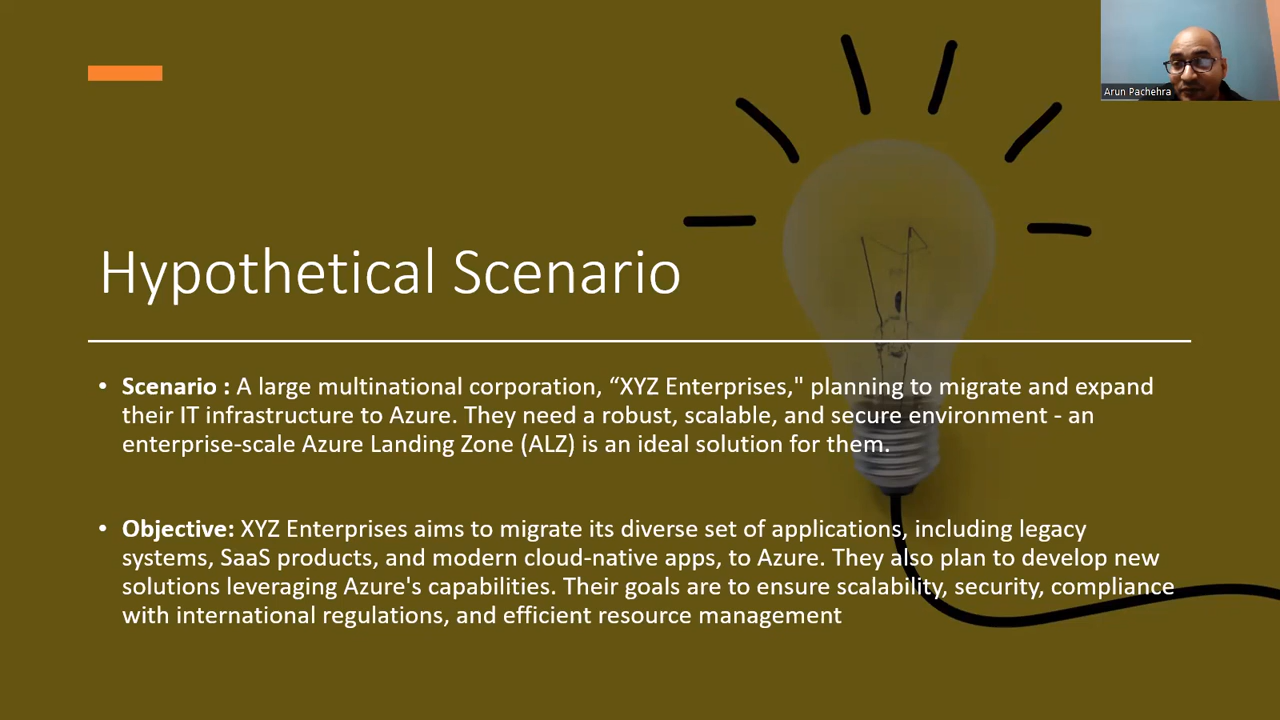 Arun Pachehra
Hypothetical Scenario
• Scenario : A large multinational corporation, “XYZ Enterprises," planning to migrate and expand
their IT infrastructure to Azure. They need a robust, scalable, and secure environment - an
enterprise-scale Azure Landing Zone (ALZ) is an ideal solution for them.
• Objective: XYZ Enterprises aims to migrate its diverse set of applications, including legacy
systems, SaaS products, and modern cloud-native apps, to Azure. They also plan to develop new
solutions leveraging Azure's capabilities. Their goals are to ensure scalability, security, compliance
with international regulations, and efficient resource management